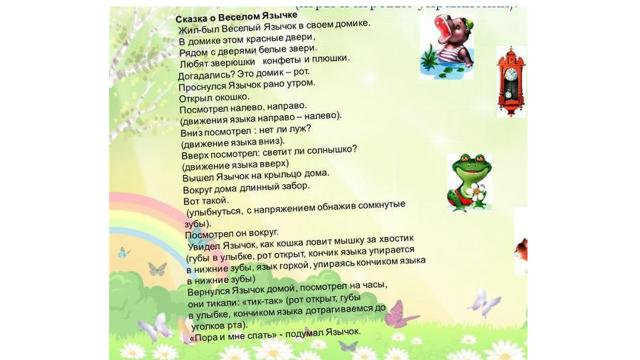 Сказка о Веселом Язычке
Жил-был Веселый Язычок в своем домике.
В домике этом красные двери,
Рядом с дверями белые звери.
Любят зверюшки конфеты и плюшки.
Догадались? Это домик – рот.
Проснулся Язычок рано утром.
Открыл окошко.
Посмотрел налево, направо.
(движения языка направо – налево).
Вниз посмотрел : нет ли луж?
(движение языка вниз).
Вверх посмотрел: светит ли солнышко?
(движение языка вверх)
Вышел Язычок на крыльцо дома.
Вокруг дома длинный забор.
Вот такой.
(улыбнуться, с напряжением обнажив сомкнутые
зубы).
Посмотрел он вокруг.
Увидел Язычок, как кошка ловит мышку за хвостик
(губы в улыбке, рот открыт, кончик языка упирается
в нижние зубы, язык горкой, упираясь кончиком языка
в нижние зубы)
Вернулся Язычок домой, посмотрел на часы,
они тикали: «тик-так» (рот открыт, губы
в улыбке, кончиком языка дотрагиваемся до
уголков рта).
«Пора и мне спать» - подумал Язычок.